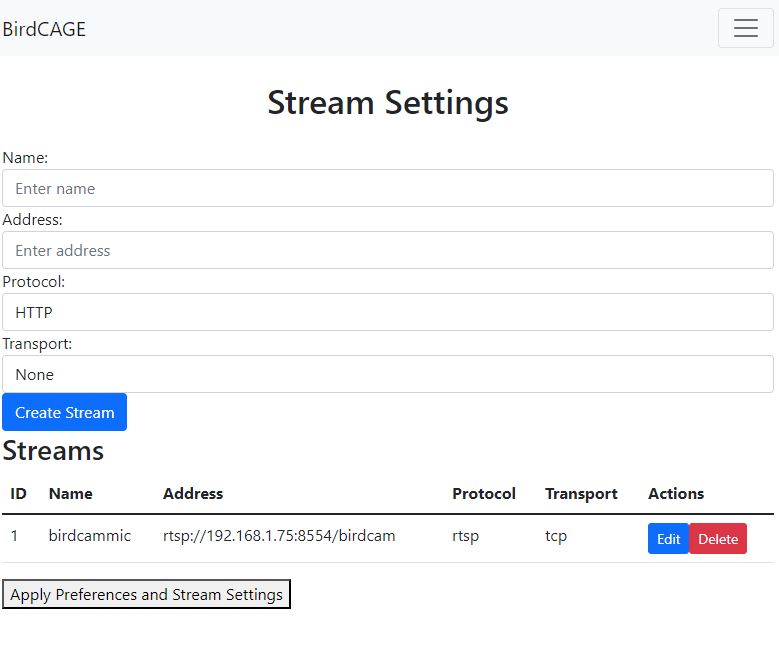 BirdCAGE
Stream Settings
Name:
Enter name
Address:
Enter address
Protocol:
HTTP
Transport:
None
Create Stream
Streams
ID Name Address Protocol Transport Actions
1 birdcammic rtsp://192.168.1.75:8554/birdcam rtsp tcp Edit Delete
Apply Preferences and Stream Settings